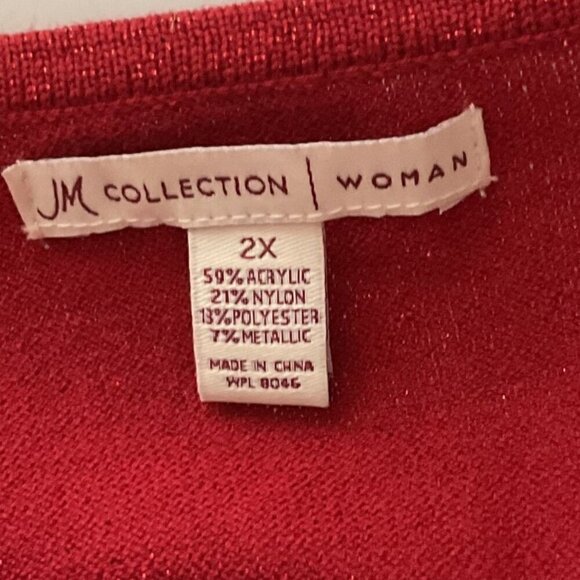 JM COLLECTION | WOMAN
2X
59% ACRYLIC
21% NYLON
13% POLYESTER
7% METALLIC
MADE IN CHINA
WPL 8046